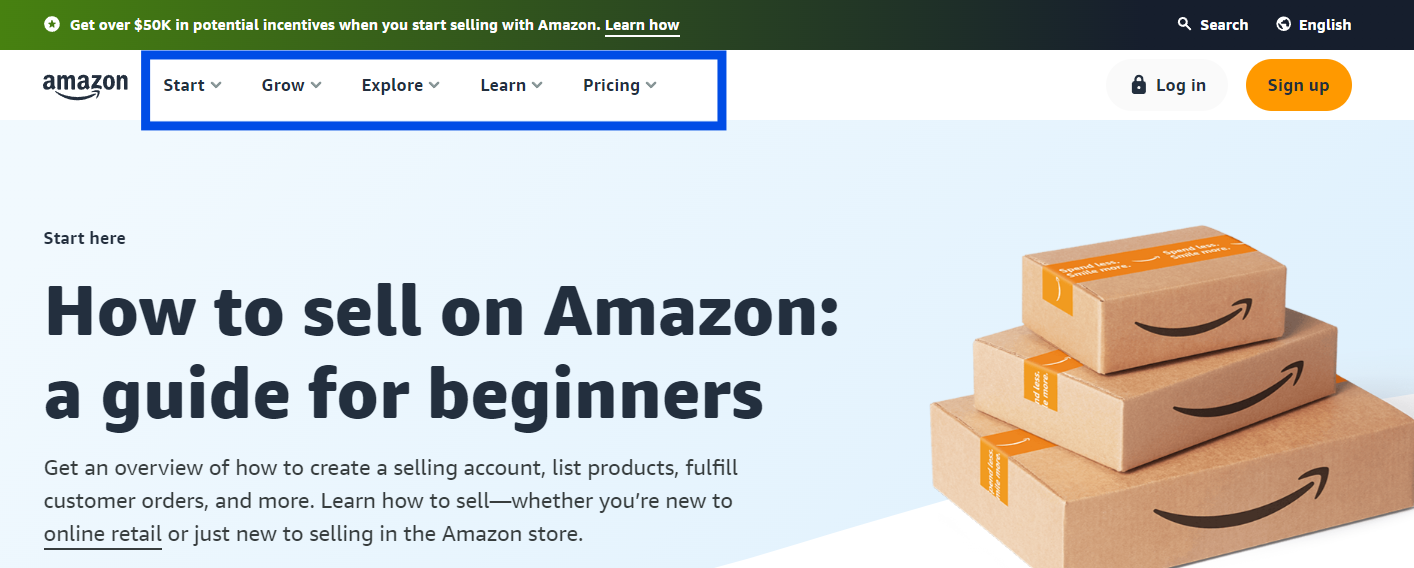 Get over $50K in potential incentives when you start selling with Amazon. Learn how
Search
English
amazon
Start
Grow
Explore
Learn
Pricing
Log in
Sign up
Start here
How to sell on Amazon:
a guide for beginners
Get an overview of how to create a selling account, list products, fulfill
customer orders, and more. Learn how to sell—whether you’re new to
online retail or just new to selling in the Amazon store.
Spend less.
Smile more.
Spend less.
Smile more.
nd less.
le more.
Spend less.
Smile more.